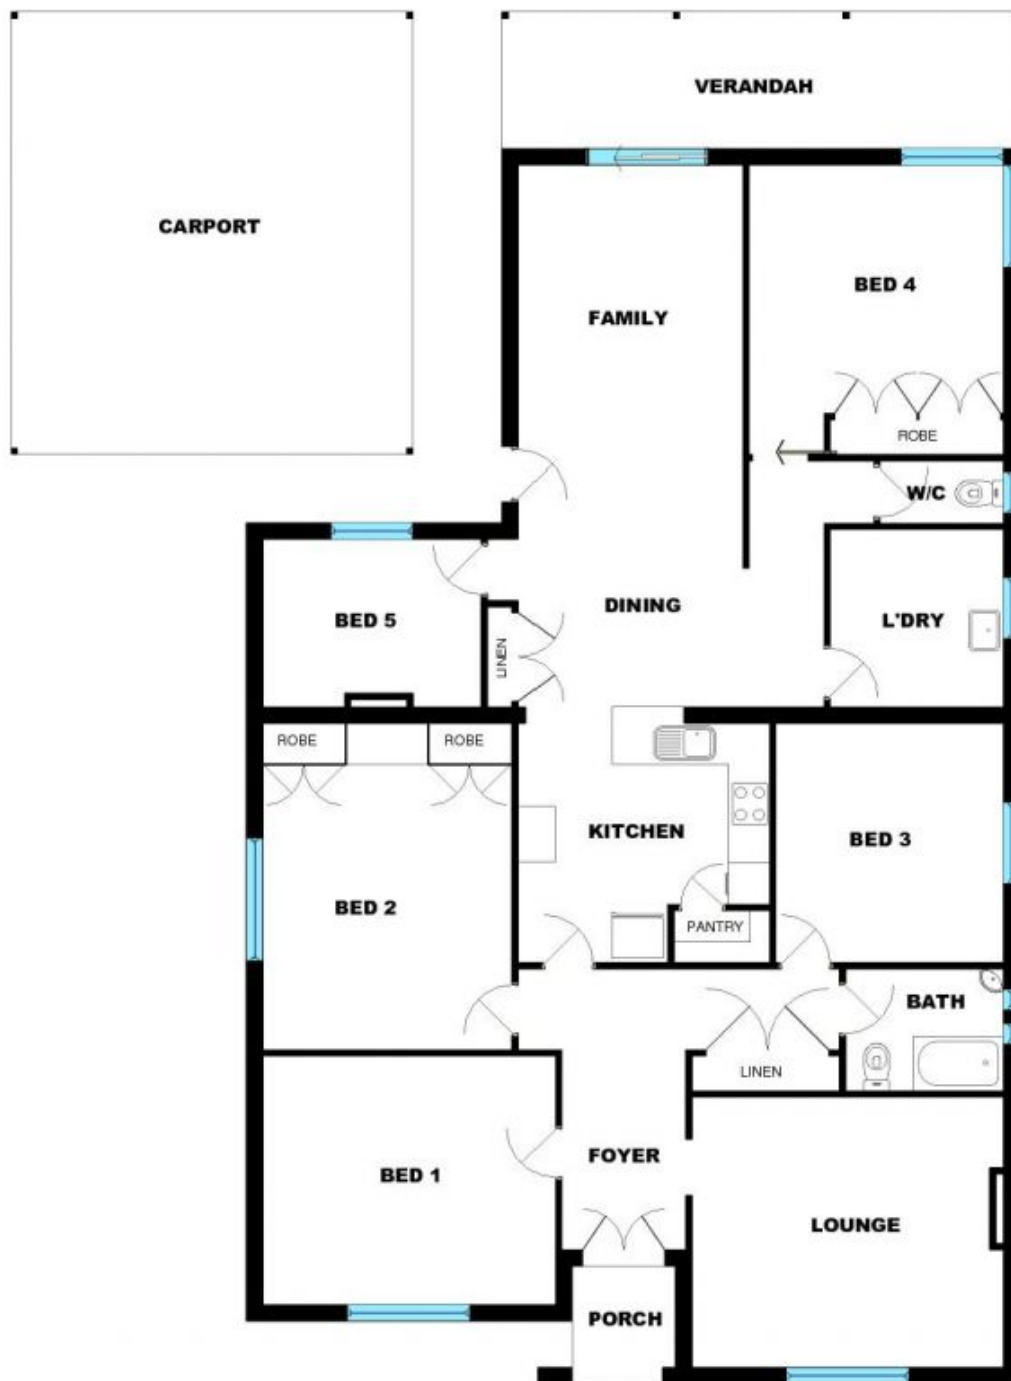 VERANDAH
CARPORT
BED 4
FAMILY
ROBE
W/C
DINING
BED 5
L'DRY
LINEN
ROBE
ROBE
KITCHEN
BED 3
BED 2
PANTRY
BATH
LINEN
FOYER
BED 1
LOUNGE
PORCH